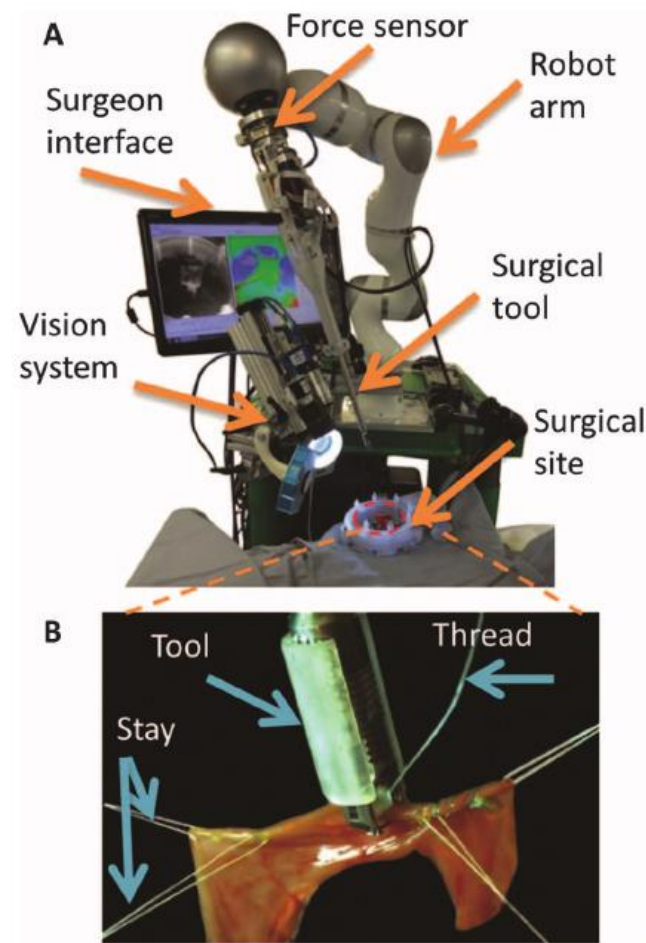 A
Force sensor
Surgeon
interface
Robot
arm
Surgical
tool
Vision
system
Surgical
site
B
Tool
Thread
Stay